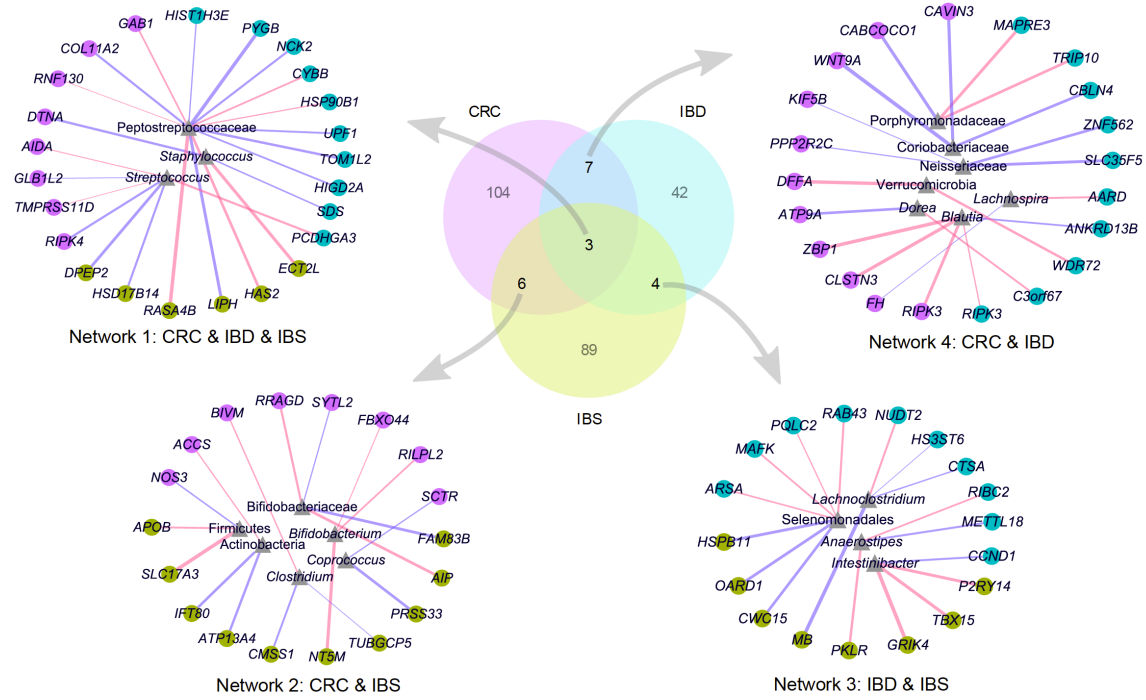 HIST1H3E
GAB1
PYGB
COL11A2
NCK2
RNF130
CYBB
HSP90B1
DTNA
Peptostreptococcaceae
UPF1
AIDA
Staphylococcus
TOM1L2
GLB1L2
Streptococcus
HIGD2A
TMPRSS11D
SDS
RIPK4
PCDHGA3
DPEP2
ECT2L
HSD17B14
HAS2
RASA4B
LIPH
Network 1: CRC & IBD & IBS
CRC
IBD
104
7
42
3
6
4
89
IBS
CAVIN3
CABCOCO1
MAPRE3
WNT9A
TRIP10
KIF5B
CBLN4
Porphyromonadaceae
ZNF562
PPP2R2C
Coriobacteriaceae
SLC35F5
Neisseriaceae
DFFA
Verrucomicrobia
Lachnospira
AARD
ATP9A
Dorea
Blautia
ANKRD13B
ZBP1
WDR72
CLSTN3
C3orf67
FH
RIPK3
RIPK3
Network 4: CRC & IBD
RRAGD
SYTL2
BIVM
FBXO44
ACCS
RILPL2
NOS3
SCTR
Bifidobacteriaceae
APOB
Firmicutes
Bifidobacterium
FAM83B
Actinobacteria
Coprococcus
SLC17A3
Clostridium
AIP
IFT80
PRSS33
ATP13A4
TUBGCP5
CMSS1
NT5M
Network 2: CRC & IBS
RAB43
NUDT2
PQLC2
HS3ST6
MAFK
CTSA
ARSA
Lachnoclostridium
RIBC2
Selenomonadales
METTL18
HSPB11
Anaerostipes
CCND1
Intestinibacter
OARD1
P2RY14
CWC15
TBX15
MB
GRIK4
PKLR
Network 3: IBD & IBS